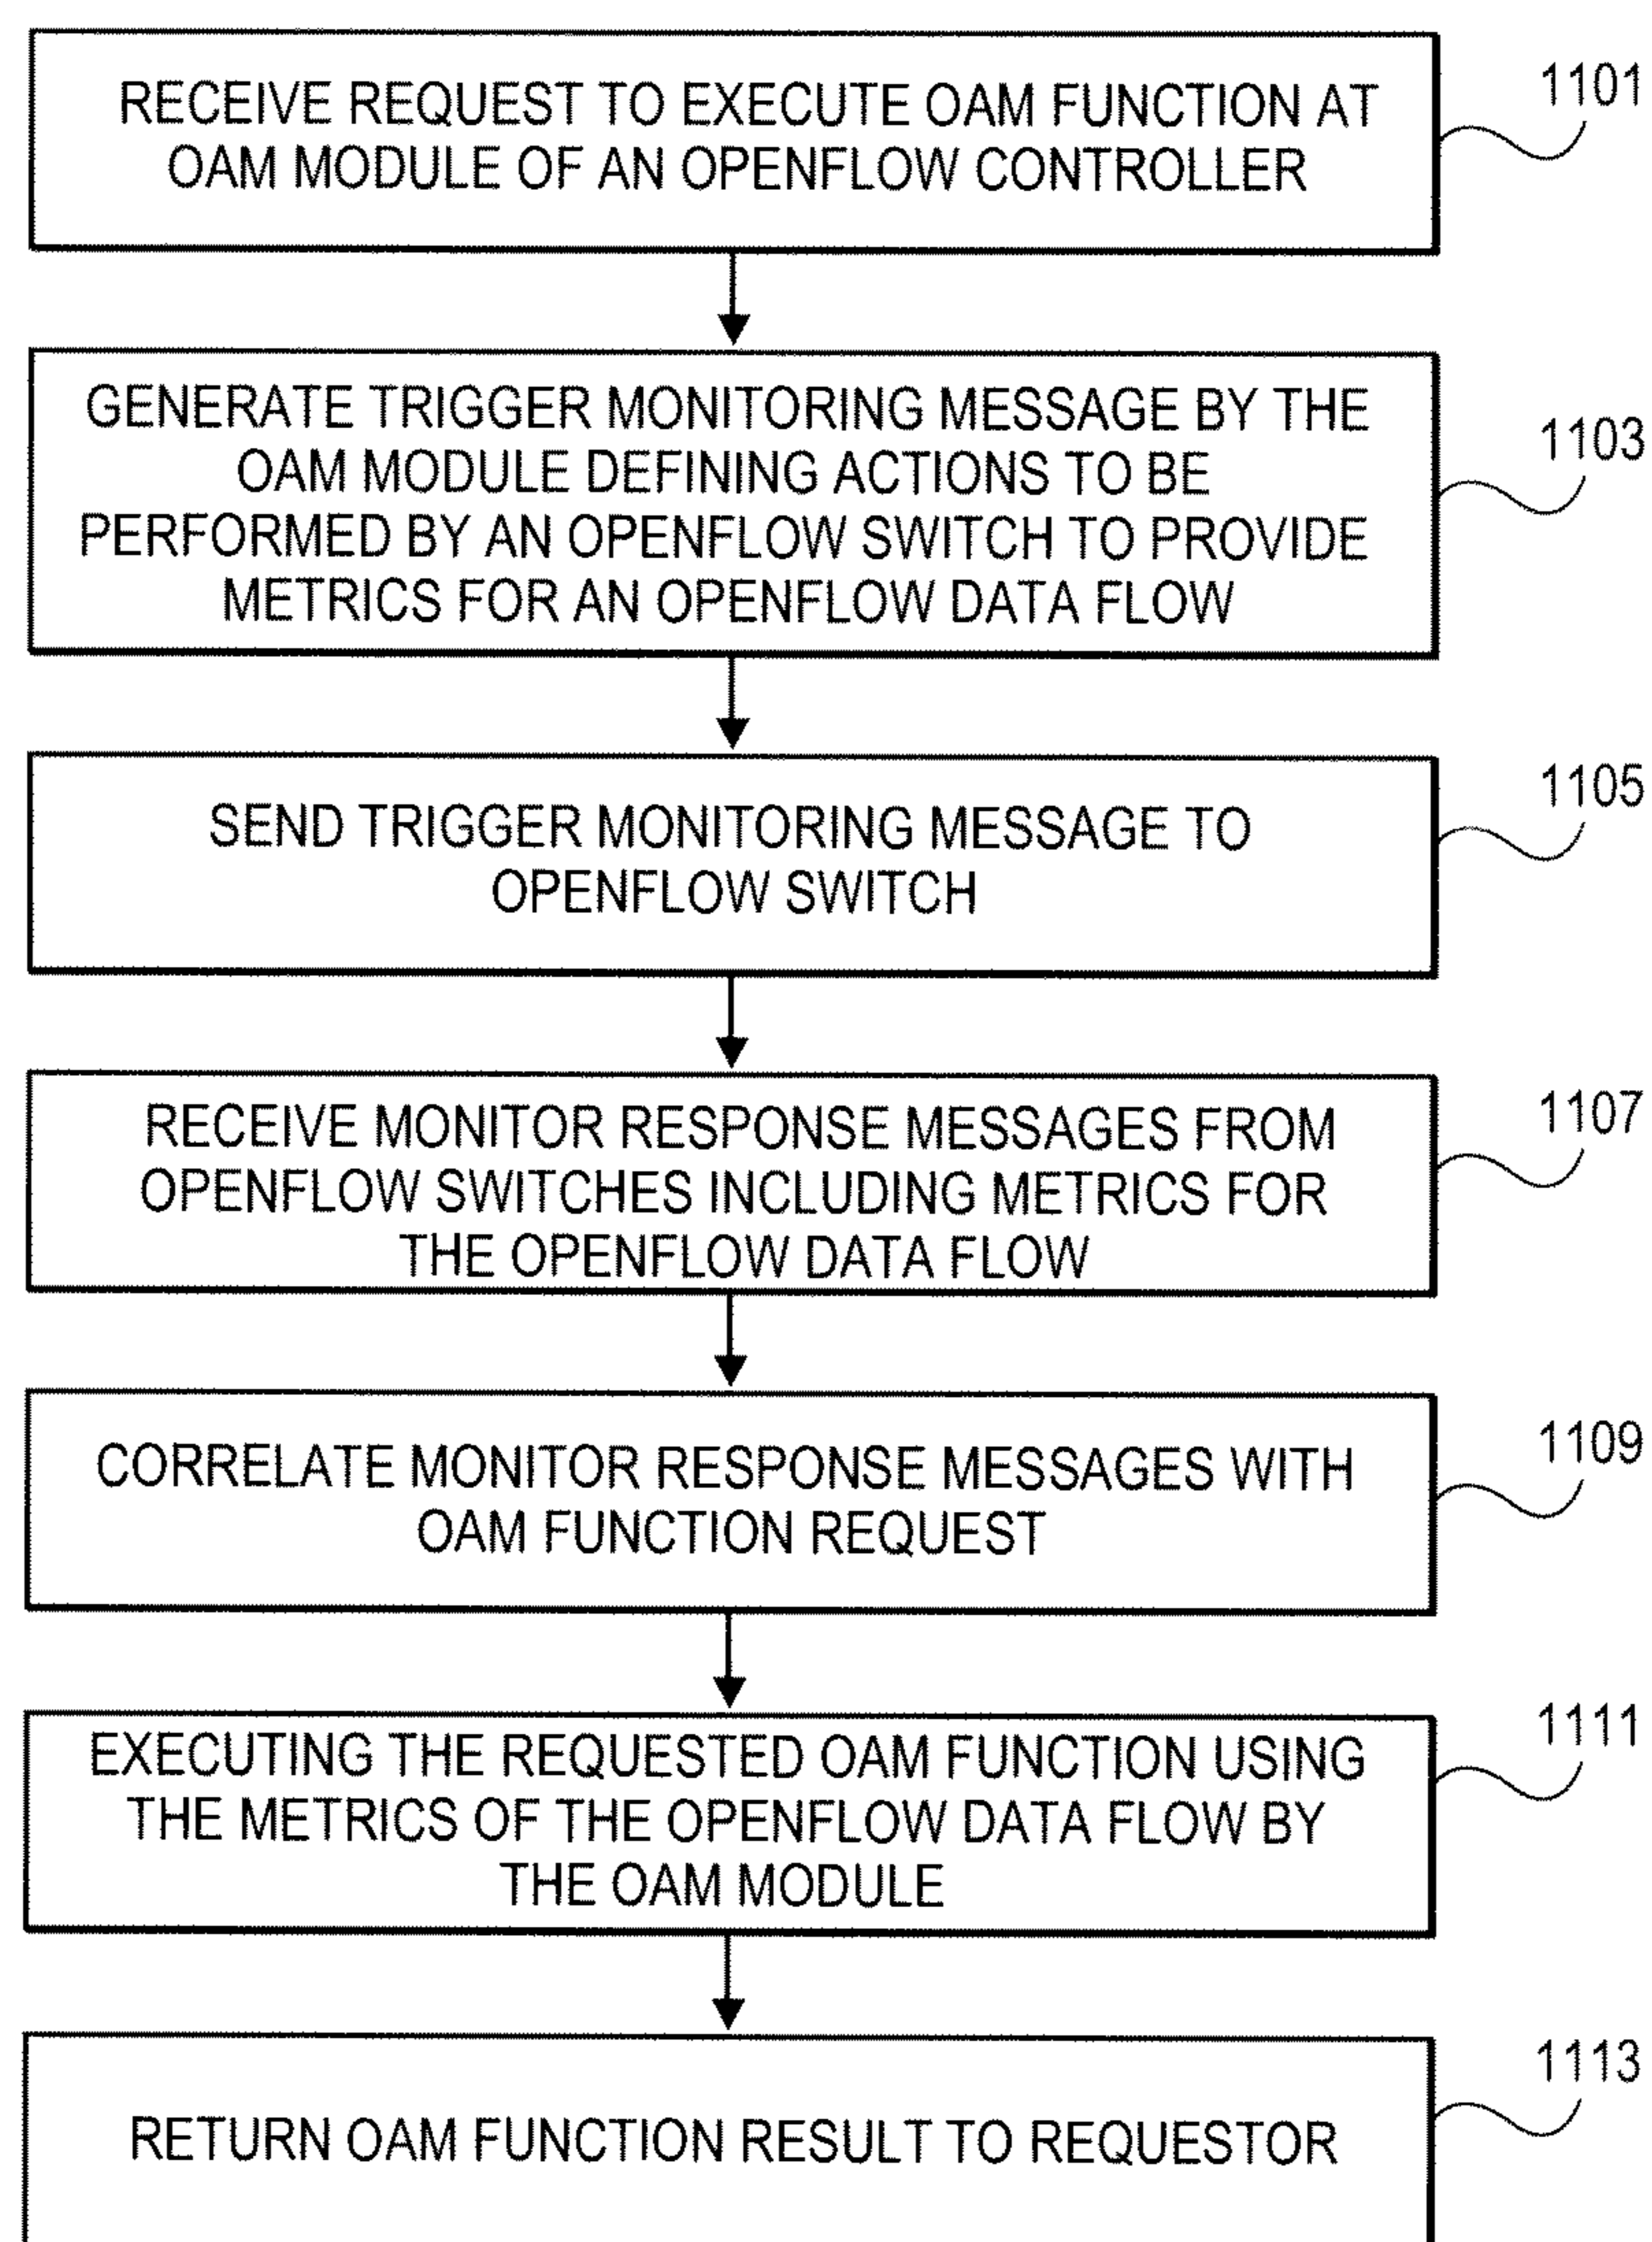 RECEIVE REQUEST TO EXECUTE OAM FUNCTION AT
OAM MODULE OF AN OPENFLOW CONTROLLER
1101
GENERATE TRIGGER MONITORING MESSAGE BY THE
OAM MODULE DEFINING ACTIONS TO BE
PERFORMED BY AN OPENFLOW SWITCH TO PROVIDE
METRICS FOR AN OPENFLOW DATA FLOW
1103
SEND TRIGGER MONITORING MESSAGE TO
OPENFLOW SWITCH
1105
RECEIVE MONITOR RESPONSE MESSAGES FROM
OPENFLOW SWITCHES INCLUDING METRICS FOR
THE OPENFLOW DATA FLOW
1107
CORRELATE MONITOR RESPONSE MESSAGES WITH
OAM FUNCTION REQUEST
1109
EXECUTING THE REQUESTED OAM FUNCTION USING
THE METRICS OF THE OPENFLOW DATA FLOW BY
THE OAM MODULE
1111
RETURN OAM FUNCTION RESULT TO REQUESTOR
1113